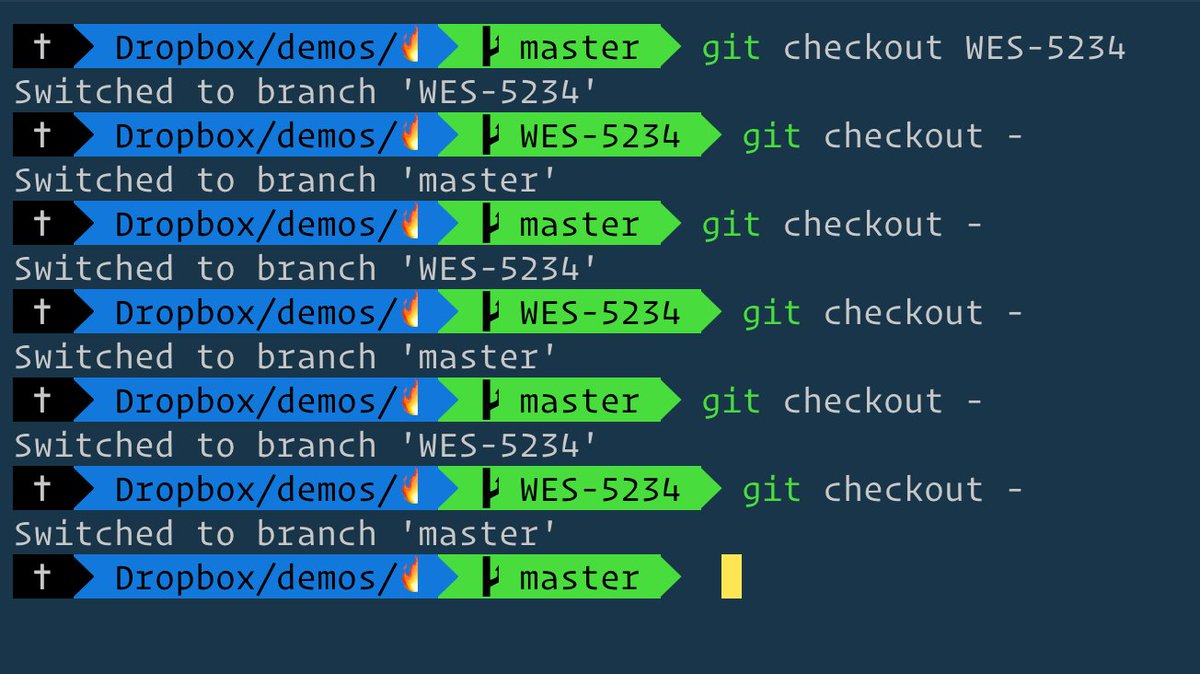 † Dropbox/demos/🔥 master git checkout WES-5234
Switched to branch 'WES-5234'
† Dropbox/demos/🔥 WES-5234 git checkout -
Switched to branch 'master'
† Dropbox/demos/🔥 master git checkout -
Switched to branch 'WES-5234'
† Dropbox/demos/🔥 WES-5234 git checkout -
Switched to branch 'master'
† Dropbox/demos/🔥 master git checkout -
Switched to branch 'WES-5234'
† Dropbox/demos/🔥 WES-5234 git checkout -
Switched to branch 'master'
† Dropbox/demos/🔥 master